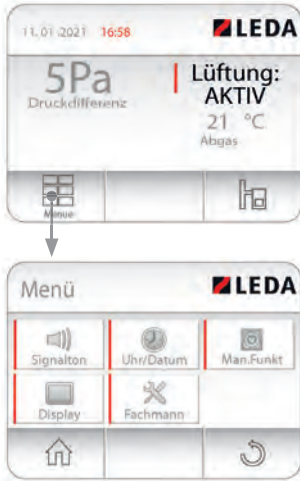 11.01.2021 16:58 LEDA
5Pa
Druckdifferenz
Lüftung:
AKTIV
21 °C
Abgas
Menue
Menü LEDA
Signalton Uhr/Datum Man.Funkt
Display Fachmann